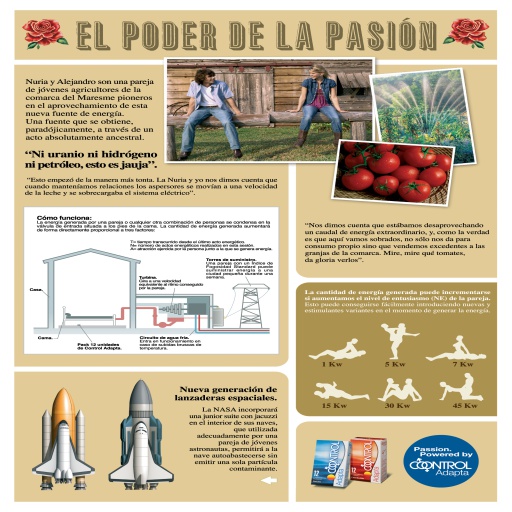 EL PODER DE LA PASIÓN
Nuria y Alejandro son una pareja
de jóvenes agricultores de la
comarca del Maresme pioneros
en el aprovechamiento de esta
nueva fuente de energía.
Una fuente que se obtiene,
paradójicamente, a través de un
acto absolutamente ancestral.
“Ni uranio ni hidrógeno
ni petróleo, esto es jauja”.
“Esto empezó de la manera más tonta. La Nuria y yo nos dimos cuenta que
cuando manteníamos relaciones los aspersores se movían a una velocidad
de la leche y se sobrecargaba el sistema eléctrico”.
Cómo funciona:
La energía generada por una pareja o cualquier otra combinación de personas se condensa en la
válvula de entrada situada a los pies de la cama. La cantidad de energía generada aumentará
de forma directamente proporcional a tres factores:
T= tiempo transcurrido desde el último acto energético.
N= número de actos energéticos realizados en esta sesión.
A= atracción ejercida por la persona junto a la que se genera energía.
Torres de suministro.
Una pareja con un índice de
Fogosidad Standard puede
suministrar energía a una
ciudad pequeña durante una
semana.
Turbina.
Gira a una velocidad
equivalente al ritmo conseguido
por la pareja.
Casa.
Cama.
Pack 12 unidades
de Control Adapta.
Circuito de agua fría.
Entra en funcionamiento en
caso de subidas bruscas de
temperatura.
“Nos dimos cuenta que estábamos desaprovechando
un caudal de energía extraordinario, y, como la verdad
es que aquí vamos sobrados, no sólo nos da para
consumo propio sino que vendemos excedentes a las
granjas de la comarca. Mire, mire qué tomates,
da gloria verlos”.
La cantidad de energía generada puede incrementarse
si aumentamos el nivel de entusiasmo (NE) de la pareja.
Esto puede conseguirse fácilmente introduciendo nuevas y
estimulantes variantes en el momento de generar la energía.
1 Kw 5 Kw 7 Kw
15 Kw 30 Kw 45 Kw
Nueva generación de
lanzaderas espaciales.
La NASA incorporará
una junior suite con jacuzzi
en el interior de sus naves,
que utilizada
adecuadamente por una
pareja de jóvenes
astronautas, permitirá a la
nave autoabastecerse sin
emitir una sola partícula
contaminante.
12
12
Passion.
Powered by
CONTROL
Adapta